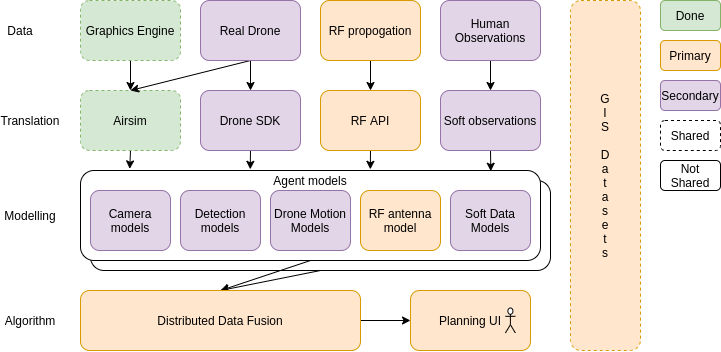 Data
Graphics Engine
Real Drone
RF propogation
Human
Observations
Done
Primary
Secondary
Shared
Not
Shared
G
I
S
D
a
t
a
s
e
t
s
Translation
Airsim
Drone SDK
RF API
Soft observations
Modelling
Agent models
Camera
models
Detection
models
Drone Motion
Models
RF antenna
model
Soft Data
Models
Algorithm
Distributed Data Fusion
Planning UI